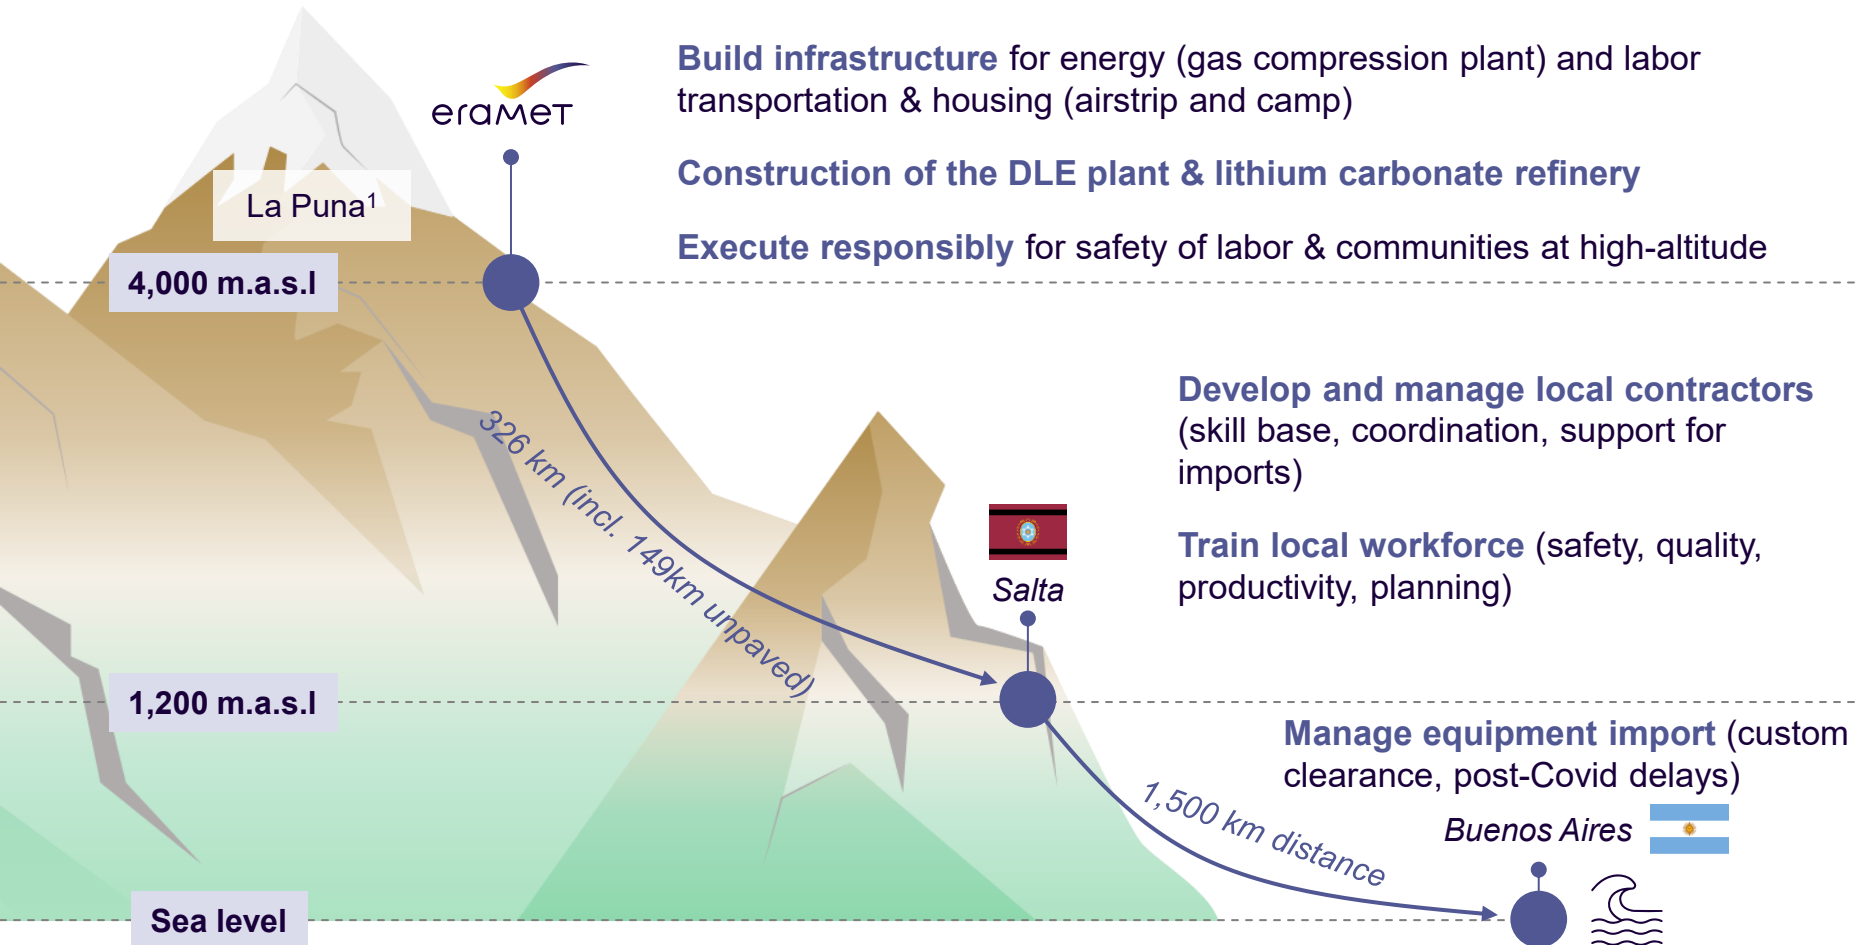 Build infrastructure for energy (gas compression plant) and labor
transportation & housing (airstrip and camp)
eramet
Construction of the DLE plant & lithium carbonate refinery
La Puna¹
Execute responsibly for safety of labor & communities at high-altitude
4,000 m.a.s.l
Develop and manage local contractors
(skill base, coordination, support for
imports)
326 km (incl. 149km unpaved)
Train local workforce (safety, quality,
productivity, planning)
Salta
1,200 m.a.s.l
Manage equipment import (custom
clearance, post-Covid delays)
1,500 km distance
Buenos Aires
Sea level